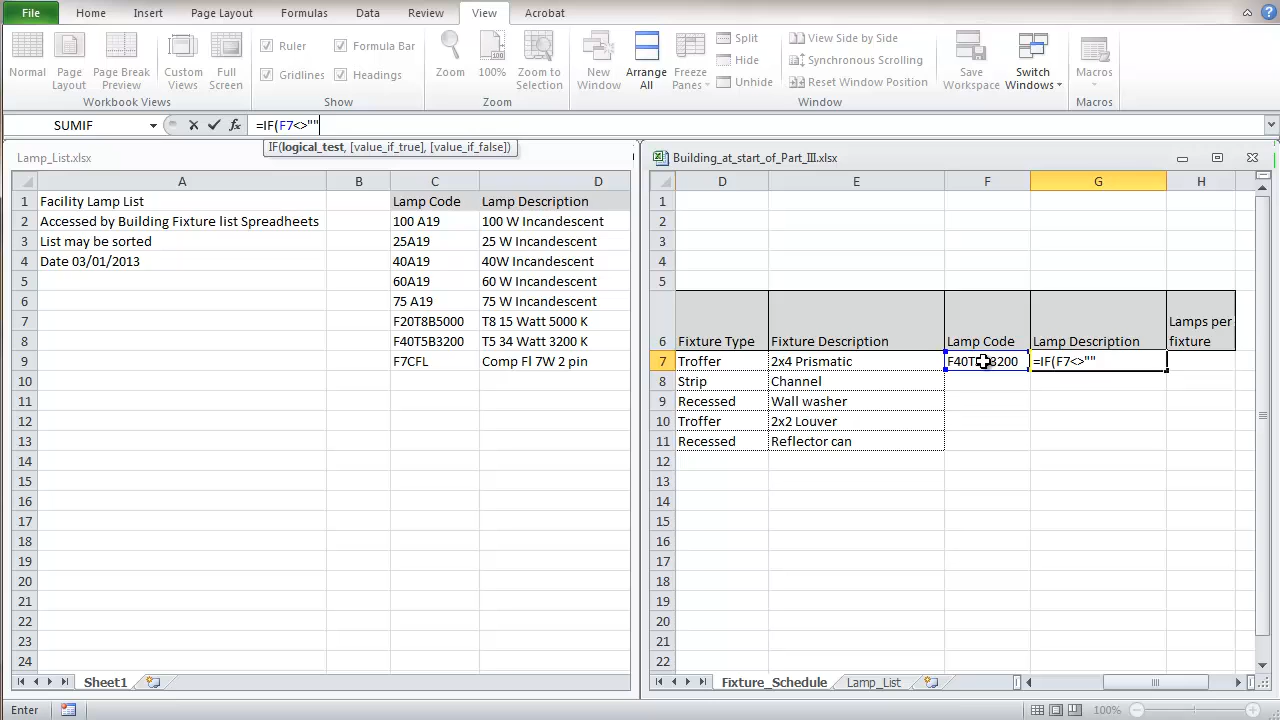 File Home Insert Page Layout Formulas Data Review View Acrobat
Normal Page Layout Page Break Preview Custom Views Full Screen
Workbook Views
Ruler Formula Bar
Gridlines Headings
Show
Zoom 100% Zoom to Selection
Zoom
New Window Arrange All Freeze Panes
Split
Hide
Unhide
View Side by Side
Synchronous Scrolling
Reset Window Position
Window
Save Workspace Switch Windows
Macros
Macros
SUMIF =IF(F7<>""
IF(logical_test, [value_if_true], [value_if_false])
Lamp_List.xlsx
A B C D
1 Facility Lamp List Lamp Code Lamp Description
2 Accessed by Building Fixture list Spreadheets 100 A19 100 W Incandescent
3 List may be sorted 25A19 25 W Incandescent
4 Date 03/01/2013 40A19 40W Incandescent
5 60A19 60 W Incandescent
6 75 A19 75 W Incandescent
7 F20T8B5000 T8 15 Watt 5000 K
8 F40T5B3200 T5 34 Watt 3200 K
9 F7CFL Comp Fl 7W 2 pin
10
11
12
13
14
15
16
17
18
19
20
21
22
23
24
Sheet1
Building_at_start_of_Part_III.xlsx
D E F G H
1
2
3
4
5
6 Fixture Type Fixture Description Lamp Code Lamp Description Lamps per fixture
7 Troffer 2x4 Prismatic =IF(F7<>""
8 Strip Channel
9 Recessed Wall washer
10 Troffer 2x2 Louver
11 Recessed Reflector can
12
13
14
15
16
17
18
19
20
21
22
Fixture_Schedule Lamp_List
Enter 100%